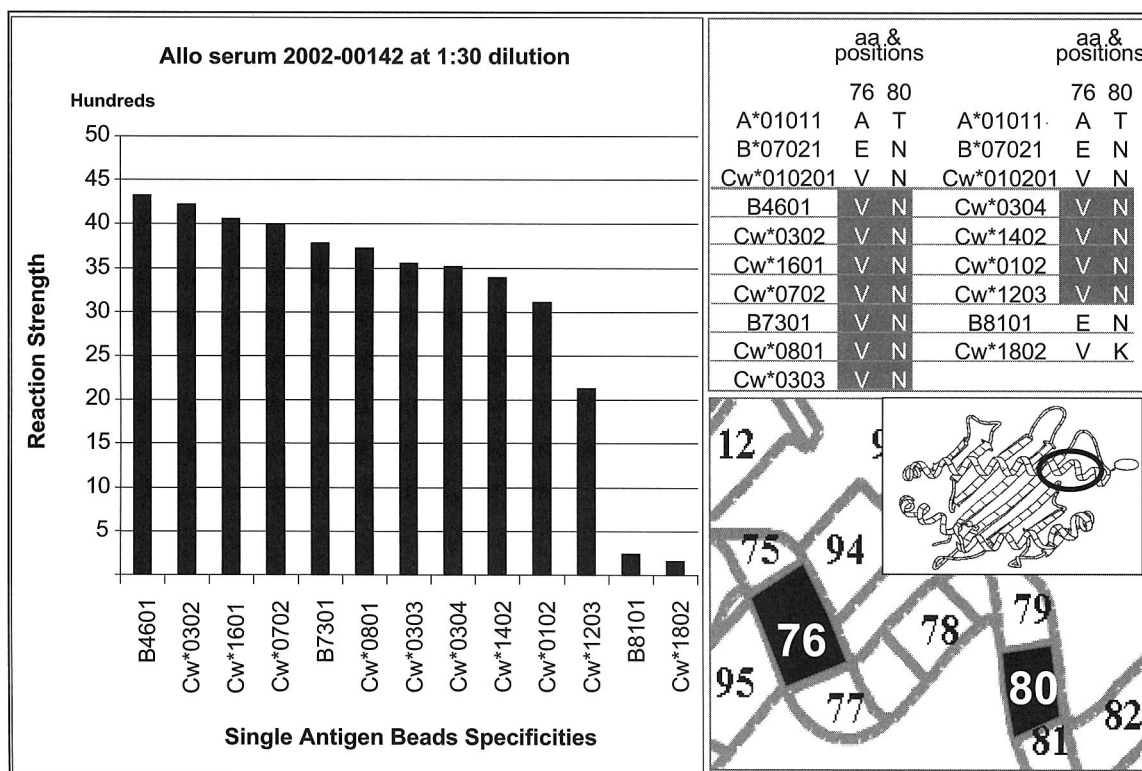 Allo serum 2002-00142 at 1:30 dilution
Hundreds
50
45
40
35
30
25
20
15
10
5
Reaction Strength
B4601
Cw*0302
Cw*1601
Cw*0702
B7301
Cw*0801
Cw*0303
Cw*0304
Cw*1402
Cw*0102
Cw*1203
B8101
Cw*1802
Single Antigen Beads Specificities
aa & aa &
positions positions
76 80 76 80
A*01011 A T A*01011 A T
B*07021 E N B*07021 E N
Cw*010201 V N Cw*010201 V N
B4601 V N Cw*0304 V N
Cw*0302 V N Cw*1402 V N
Cw*1601 V N Cw*0102 V N
Cw*0702 V N Cw*1203 V N
B7301 V N B8101 E N
Cw*0801 V N Cw*1802 V K
Cw*0303 V N
12
75
94
76
95
77
78
79
80
81
82